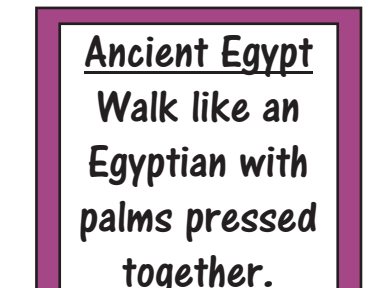 Ancient Egypt
Walk like an
Egyptian with
palms pressed
together.